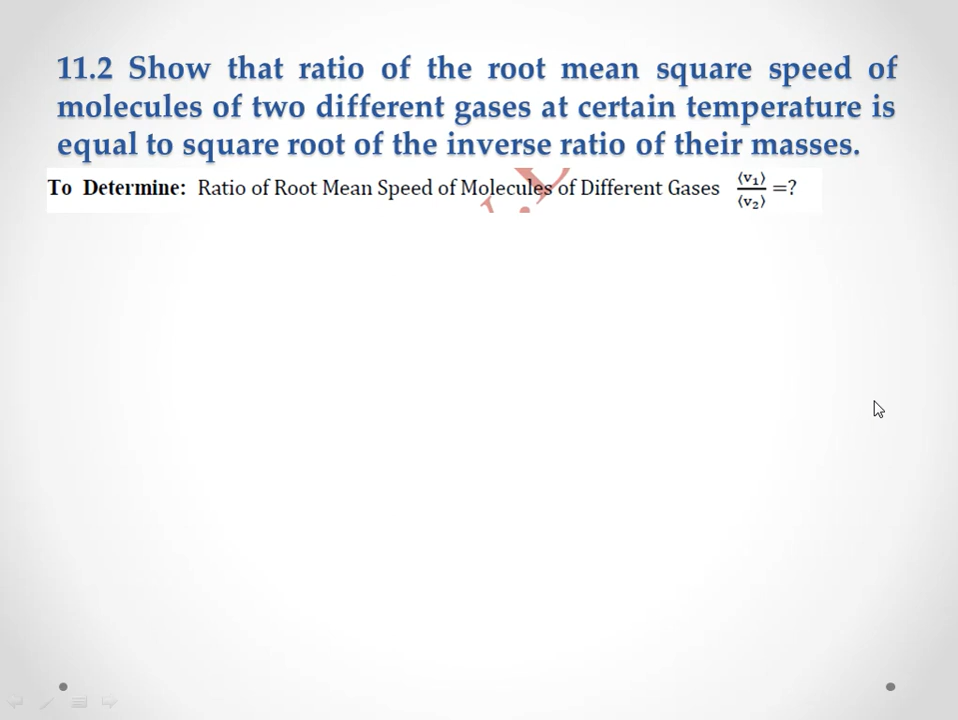 11.2 Show that ratio of the root mean square speed of
molecules of two different gases at certain temperature is
equal to square root of the inverse ratio of their masses.
To Determine: Ratio of Root Mean Speed of Molecules of Different Gases ⟨v₁⟩/⟨v₂⟩ =?